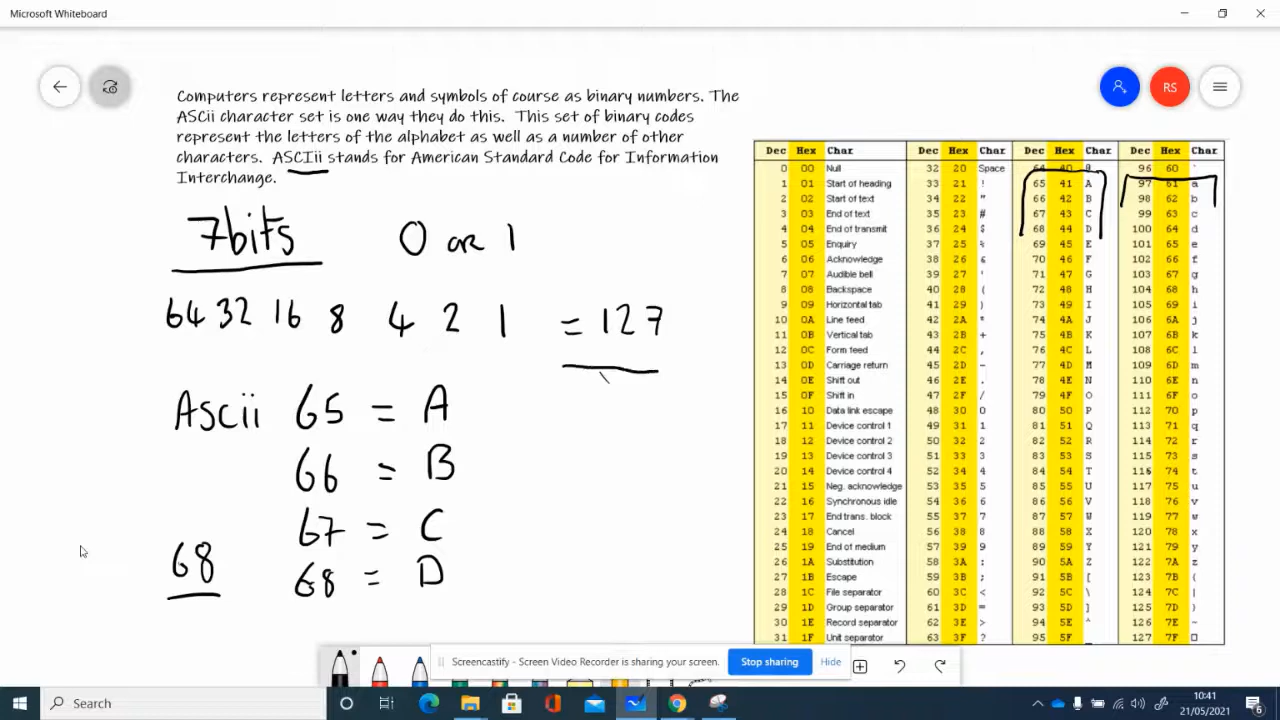 Microsoft Whiteboard
RS
Computers represent letters and symbols of course as binary numbers. The
ASCii character set is one way they do this. This set of binary codes
represent the letters of the alphabet as well as a number of other
characters. ASCIi stands for American Standard Code for Information
Interchange.
7bits 0 or 1
64 32 16 8 4 2 1 = 127
Ascii 65 = A
66 = B
67 = C
68 68 = D
Dec Hex Char Dec Hex Char Dec Hex Char Dec Hex Char
0 00 Null 32 20 Space 64 40 @ 96 60 `
1 01 Start of heading 33 21 ! 65 41 A 97 61 a
2 02 Start of text 34 22 " 66 42 B 98 62 b
3 03 End of text 35 23 # 67 43 C 99 63 c
4 04 End of transmit 36 24 $ 68 44 D 100 64 d
5 05 Enquiry 37 25 % 69 45 E 101 65 e
6 06 Acknowledge 38 26 & 70 46 F 102 66 f
7 07 Audible bell 39 27 ' 71 47 G 103 67 g
8 08 Backspace 40 28 ( 72 48 H 104 68 h
9 09 Horizontal tab 41 29 ) 73 49 I 105 69 i
10 0A Line feed 42 2A * 74 4A J 106 6A j
11 0B Vertical tab 43 2B + 75 4B K 107 6B k
12 0C Form feed 44 2C , 76 4C L 108 6C l
13 0D Carriage return 45 2D - 77 4D M 109 6D m
14 0E Shift out 46 2E . 78 4E N 110 6E n
15 0F Shift in 47 2F / 79 4F O 111 6F o
16 10 Data link escape 48 30 0 80 50 P 112 70 p
17 11 Device control 1 49 31 1 81 51 Q 113 71 q
18 12 Device control 2 50 32 2 82 52 R 114 72 r
19 13 Device control 3 51 33 3 83 53 S 115 73 s
20 14 Device control 4 52 34 4 84 54 T 116 74 t
21 15 Neg. acknowledge 53 35 5 85 55 U 117 75 u
22 16 Synchronous idle 54 36 6 86 56 V 118 76 v
23 17 End trans. block 55 37 7 87 57 W 119 77 w
24 18 Cancel 56 38 8 88 58 X 120 78 x
25 19 End of medium 57 39 9 89 59 Y 121 79 y
26 1A Substitution 58 3A : 90 5A Z 122 7A z
27 1B Escape 59 3B ; 91 5B [ 123 7B {
28 1C File separator 60 3C < 92 5C \ 124 7C |
29 1D Group separator 61 3D = 93 5D ] 125 7D }
30 1E Record separator 62 3E > 94 5E ^ 126 7E ~
31 1F Unit separator 63 3F ? 95 5F _ 127 7F □
Screencastify - Screen Video Recorder is sharing your screen. Stop sharing Hide
Search 10:41
21/05/2021 6